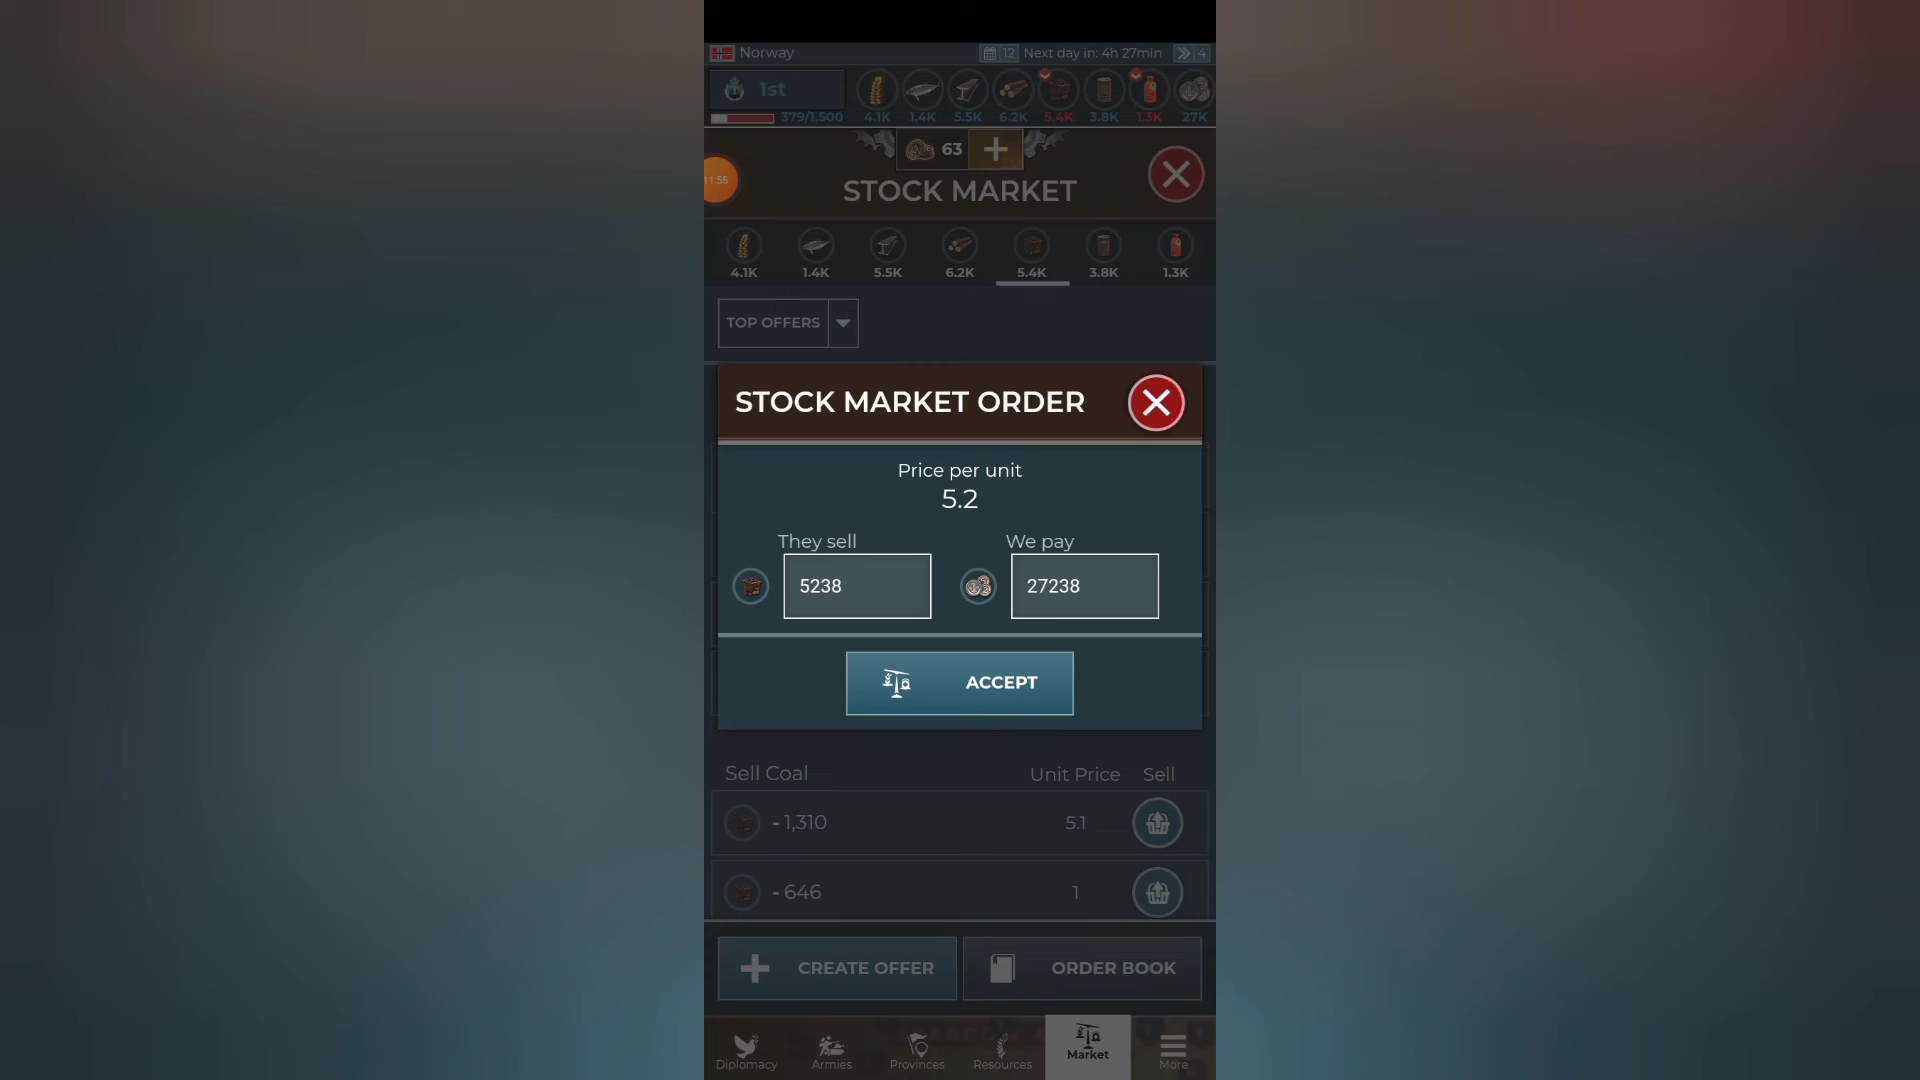 Norway 12 Next day in: 4h 27min 4
1st
379/1,500 4.1K 1.4K 5.5K 6.2K 5.4K 3.8K 1.3K 27K
63
11:55
STOCK MARKET
4.1K 1.4K 5.5K 6.2K 5.4K 3.8K 1.3K
TOP OFFERS
STOCK MARKET ORDER
Price per unit
5.2
They sell We pay
5238 27238
ACCEPT
Sell Coal Unit Price Sell
-1,310 5.1
-646 1
CREATE OFFER ORDER BOOK
Diplomacy Armies Provinces Resources Market More